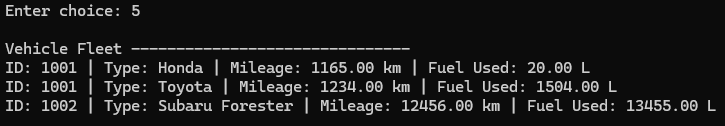 Enter choice: 5
Vehicle Fleet -------------------------------
ID: 1001 | Type: Honda | Mileage: 1165.00 km | Fuel Used: 20.00 L
ID: 1001 | Type: Toyota | Mileage: 1234.00 km | Fuel Used: 1504.00 L
ID: 1002 | Type: Subaru Forester | Mileage: 12456.00 km | Fuel Used: 13455.00 L